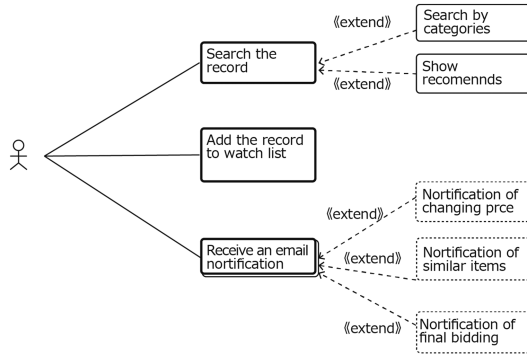 《extend》
Search by
categories
Search the
record
Show
recomennds
《extend》
Add the record
to watch list
Nortification of
changing prce
《extend》
Receive an email
nortification
《extend》
Nortification of
similar items
《extend》
Nortification of
final bidding